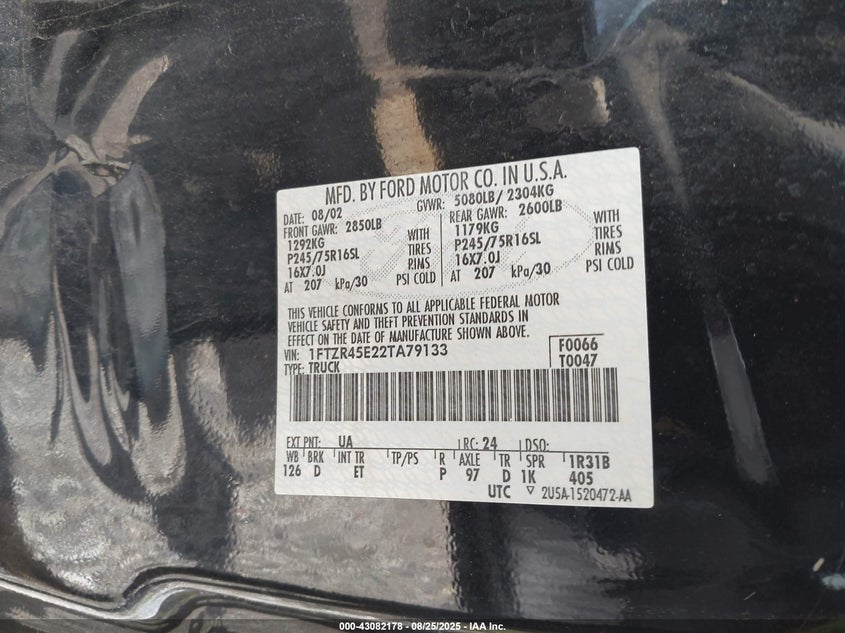 MFD. BY FORD MOTOR CO. IN U.S.A.
DATE: 08/02 GVWR: 5080LB/ 2304KG
FRONT GAWR: 2850LB REAR GAWR: 2600LB
1292KG WITH 1179KG WITH
P245/75R16SL TIRES P245/75R16SL TIRES
16X7.0J RIMS 16X7.0J RIMS
AT 207 kPa/30 PSI COLD AT 207 kPa/30 PSI COLD
THIS VEHICLE CONFORMS TO ALL APPLICABLE FEDERAL MOTOR
VEHICLE SAFETY AND THEFT PREVENTION STANDARDS IN
EFFECT ON THE DATE OF MANUFACTURE SHOWN ABOVE.
VIN: 1FTZR45E22TA79133 F0066
TYPE: TRUCK T0047
EXT PNT: UA RC: 24 DSO:
WB BRK INT TR TP/PS R AXLE TR SPR 1R31B
126 D ET P 97 D 1K 405
UTC ▽ 2U5A-1520472-AA
000-43082178 - 08/25/2025 - IAA Inc.